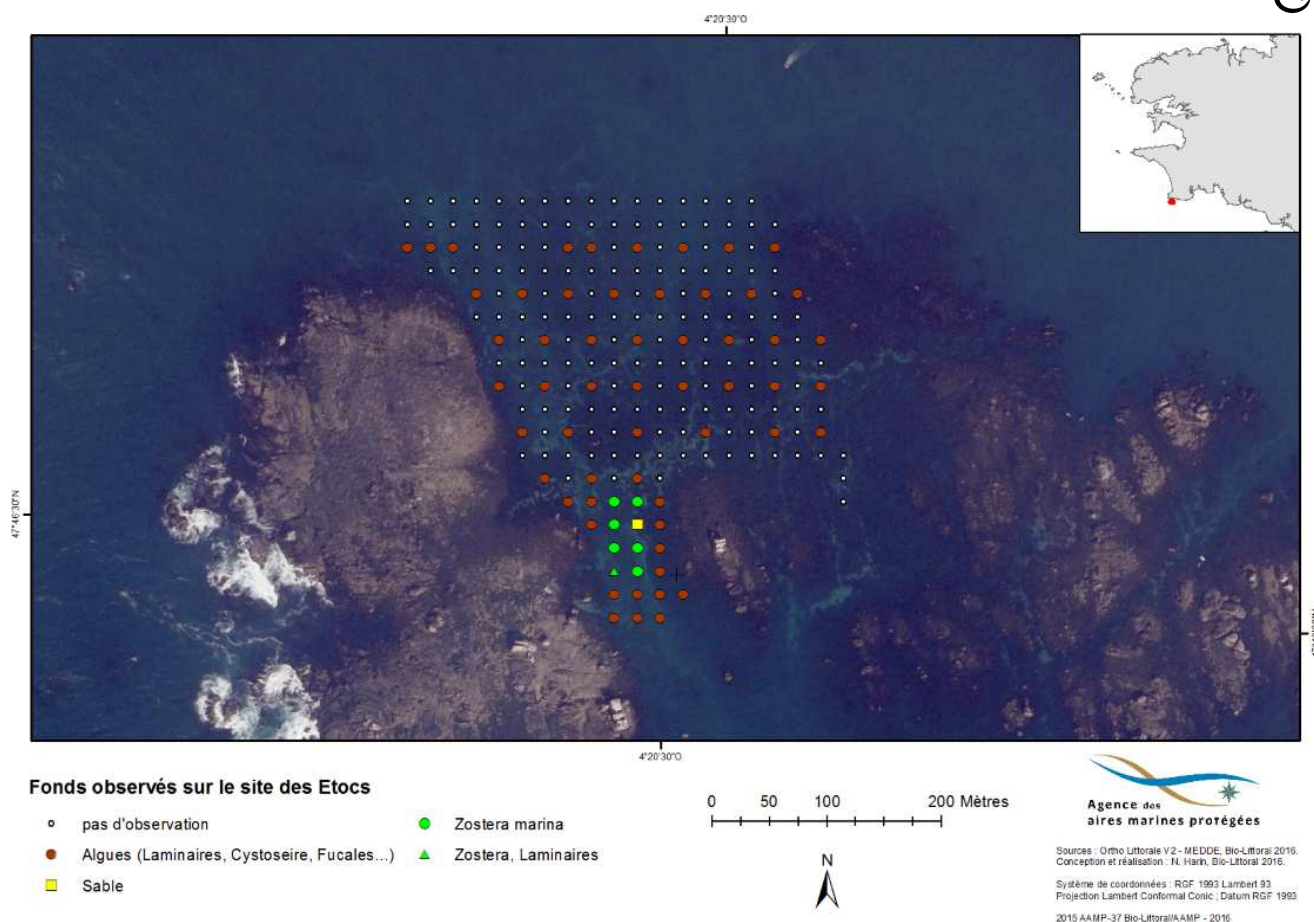 4°20'30"O
47°46'30"N
4°20'30"O
Fonds observés sur le site des Etocs
pas d'observation
Algues (Laminaires, Cystoseire, Fucales...)
Sable
Zostera marina
Zostera, Laminaires
0 50 100 200 Mètres
N
Agence des
aires marines protégées
Sources : Ortho Littorale V2 - MEDDE, Bio-Littoral 2016.
Conception et réalisation : N. Harin, Bio-Littoral 2016.
Système de coordonnées : RGF 1993 Lambert 93
Projection Lambert Conformal Conic ; Datum RGF 1993
2015 AAMP-37 Bio-Littoral/AAMP - 2016